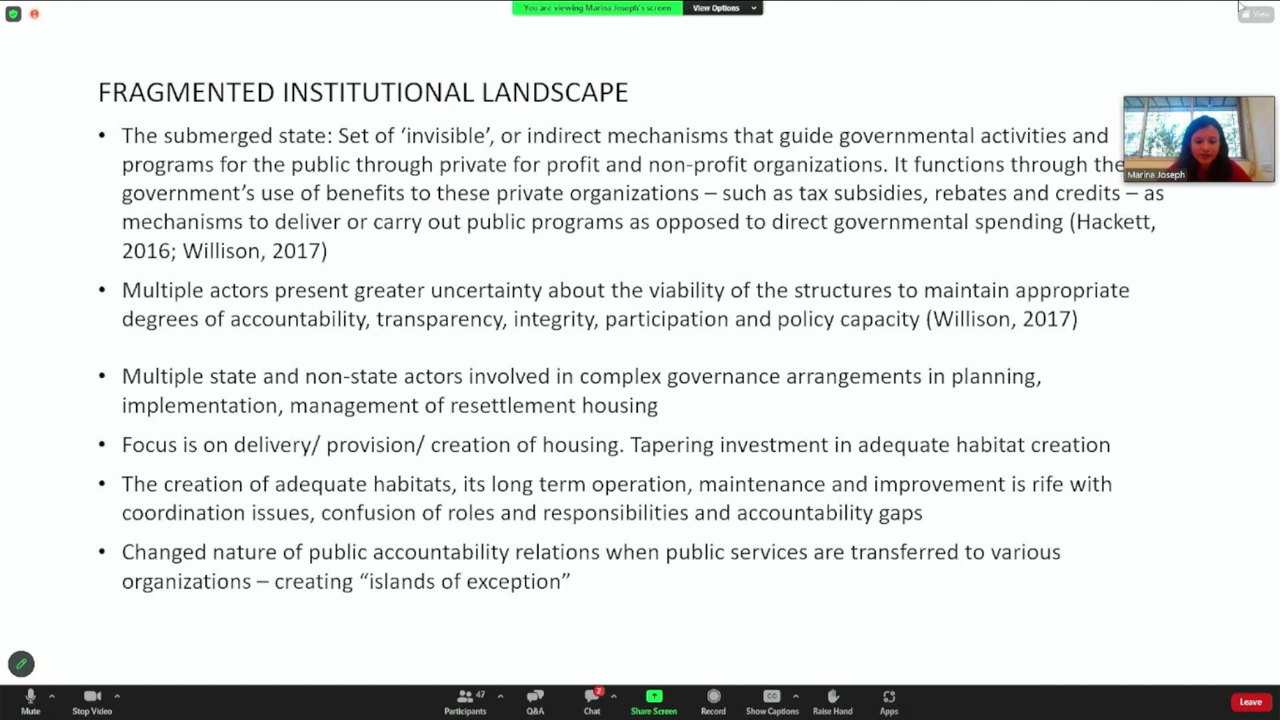 You are viewing Marina Joseph's screen
View Options
View
FRAGMENTED INSTITUTIONAL LANDSCAPE
• The submerged state: Set of ‘invisible’, or indirect mechanisms that guide governmental activities and
programs for the public through private for profit and non-profit organizations. It functions through the
government’s use of benefits to these private organizations – such as tax subsidies, rebates and credits – as
mechanisms to deliver or carry out public programs as opposed to direct governmental spending (Hackett,
2016; Willison, 2017)
• Multiple actors present greater uncertainty about the viability of the structures to maintain appropriate
degrees of accountability, transparency, integrity, participation and policy capacity (Willison, 2017)
• Multiple state and non-state actors involved in complex governance arrangements in planning,
implementation, management of resettlement housing
• Focus is on delivery/ provision/ creation of housing. Tapering investment in adequate habitat creation
• The creation of adequate habitats, its long term operation, maintenance and improvement is rife with
coordination issues, confusion of roles and responsibilities and accountability gaps
• Changed nature of public accountability relations when public services are transferred to various
organizations – creating “islands of exception”
Marina Joseph
Mute
Stop Video
Participants
47
Q&A
Chat
2
Share Screen
Record
CC
Show Captions
Raise Hand
Apps
Leave